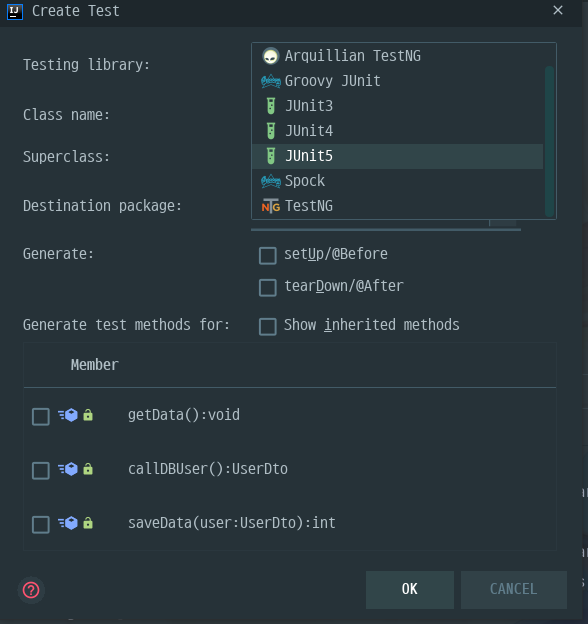 IJ Create Test
Testing library:
Arquillian TestNG
Groovy JUnit
JUnit3
Class name:
JUnit4
Superclass:
JUnit5
Spock
Destination package:
NTG TestNG
Generate:
setUp/@Before
tearDown/@After
Generate test methods for:
Show inherited methods
Member
getData():void
callDBUser():UserDto
saveData(user:UserDto):int
?
OK
CANCEL